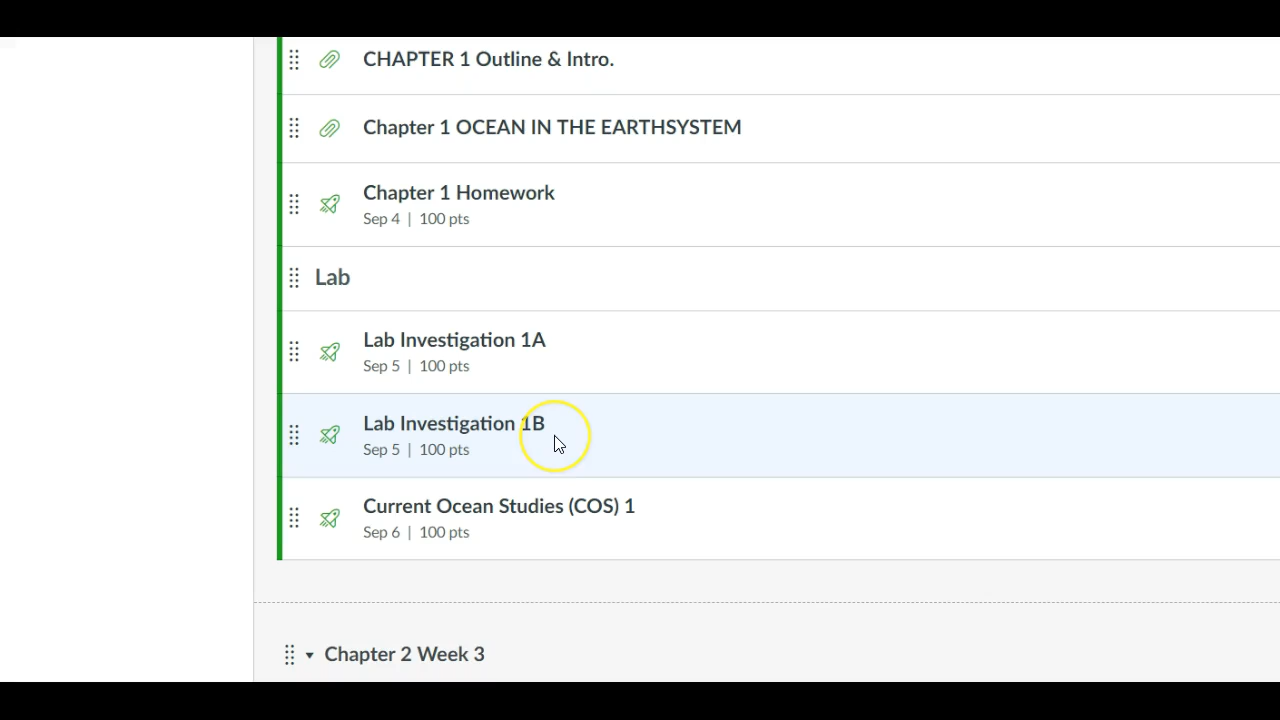 CHAPTER 1 Outline & Intro.
Chapter 1 OCEAN IN THE EARTHSYSTEM
Chapter 1 Homework
Sep 4 | 100 pts
Lab
Lab Investigation 1A
Sep 5 | 100 pts
Lab Investigation 1B
Sep 5 | 100 pts
Current Ocean Studies (COS) 1
Sep 6 | 100 pts
Chapter 2 Week 3